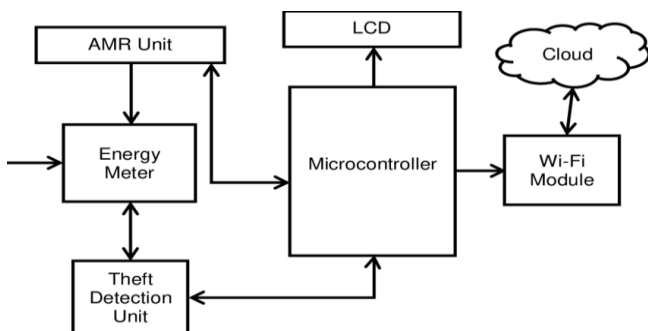 AMR Unit
LCD
Cloud
Energy
Meter
Microcontroller
Wi-Fi
Module
Theft
Detection
Unit